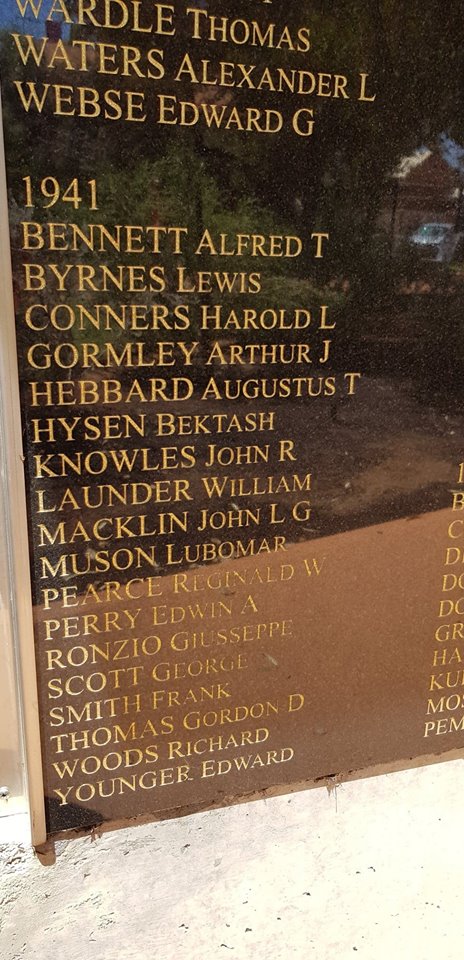 WARDLE THOMAS
WATERS ALEXANDER L
WEBSE EDWARD G
1941
BENNETT ALFRED T
BYRNES LEWIS
CONNERS HAROLD L
GORMLEY ARTHUR J
HEBBARD AUGUSTUS T
HYSEN BEKTASH
KNOWLES JOHN R
LAUNDER WILLIAM
MACKLIN JOHN L G
MUSON LUBOMAR
PEARCE REGINALD W
PERRY EDWIN A
RONZIO GIUSSEPPE
SCOTT GEORGE
SMITH FRANK
THOMAS GORDON D
WOODS RICHARD
YOUNGER EDWARD